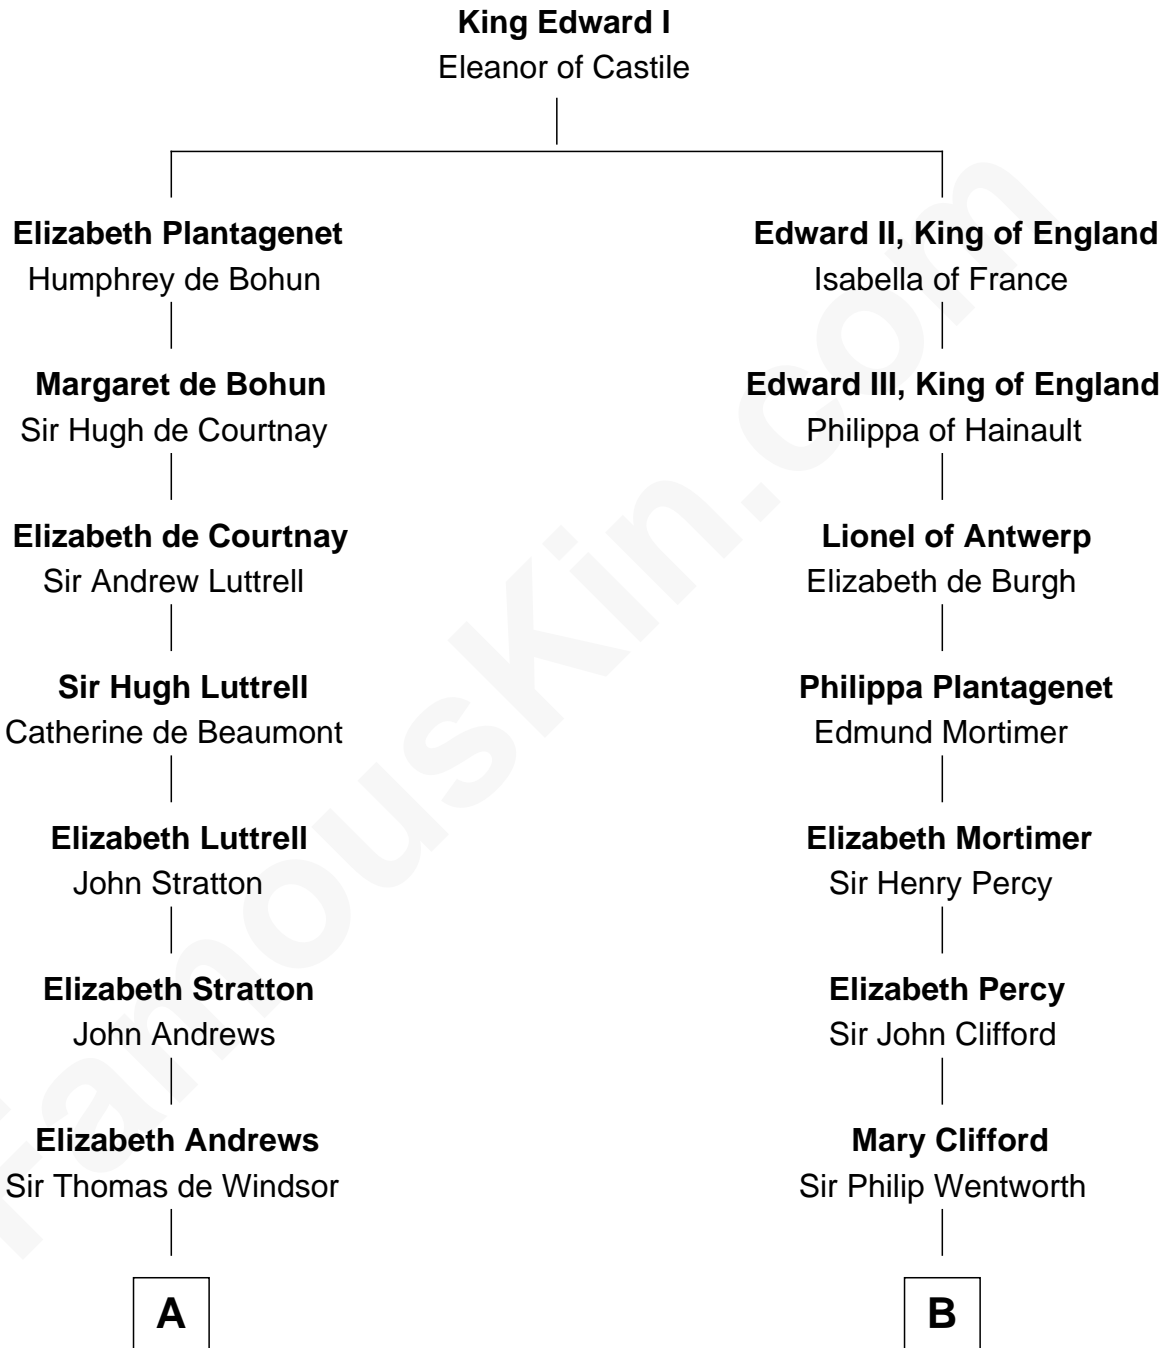 King Edward I
Eleanor of Castile
Elizabeth Plantagenet
Humphrey de Bohun
Edward II, King of England
Isabella of France
Margaret de Bohun
Sir Hugh de Courtnay
Edward III, King of England
Philippa of Hainault
Elizabeth de Courtnay
Sir Andrew Luttrell
Lionel of Antwerp
Elizabeth de Burgh
Sir Hugh Luttrell
Catherine de Beaumont
Philippa Plantagenet
Edmund Mortimer
Elizabeth Luttrell
John Stratton
Elizabeth Mortimer
Sir Henry Percy
Elizabeth Stratton
John Andrews
Elizabeth Percy
Sir John Clifford
Elizabeth Andrews
Sir Thomas de Windsor
Mary Clifford
Sir Philip Wentworth
A
B
FamousKin.com